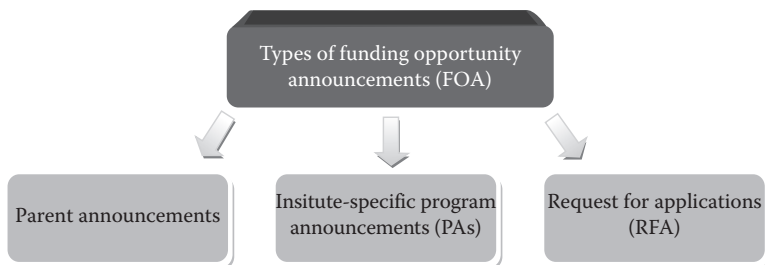 Types of funding opportunity
announcements (FOA)
Parent announcements
Insitute-specific program
announcements (PAs)
Request for applications
(RFA)